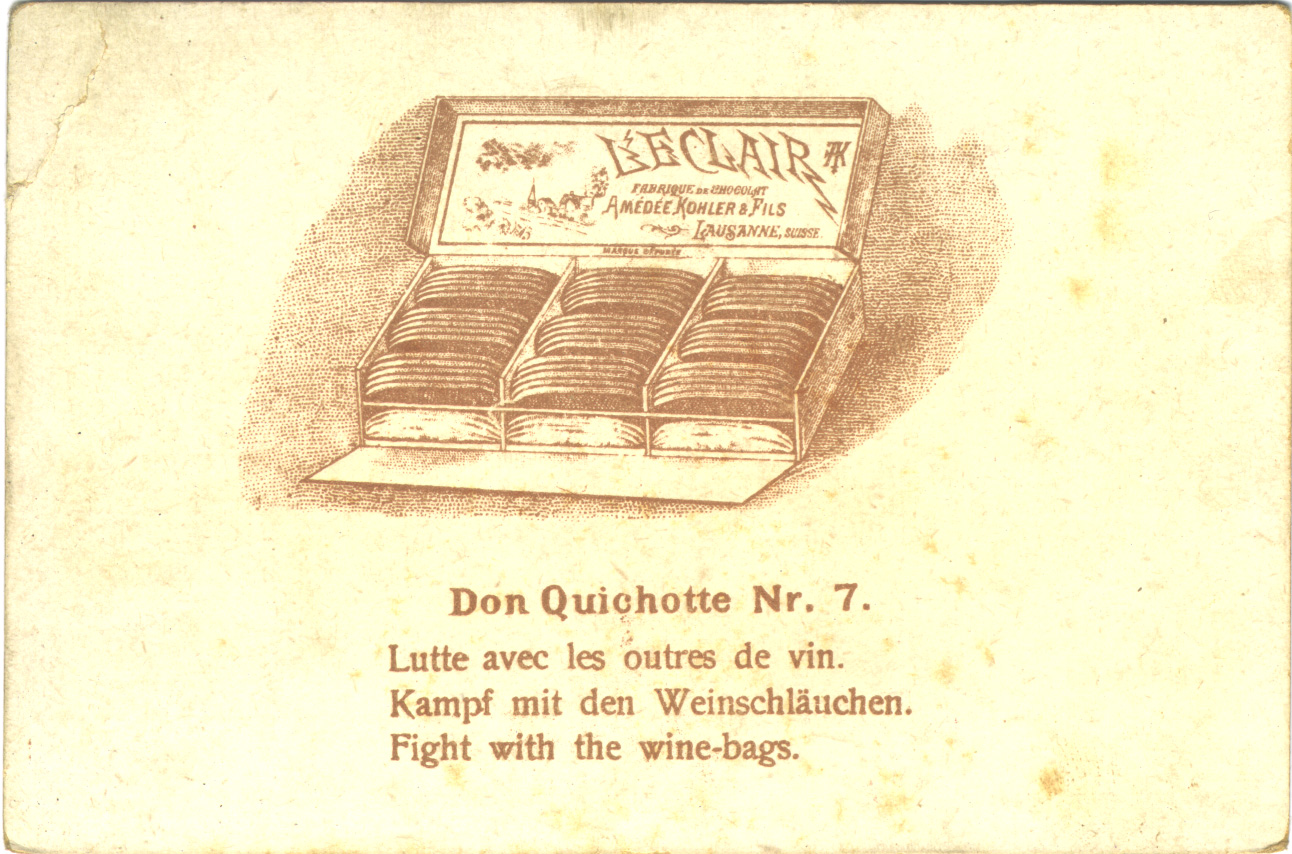 L'ECLAIR AK
FABRIQUE DE CHOCOLAT
AMÉDÉE KOHLER & FILS
LAUSANNE, SUISSE.
MARQUE DÉPOSÉE
Don Quichotte Nr. 7.
Lutte avec les outres de vin.
Kampf mit den Weinschläuchen.
Fight with the wine-bags.